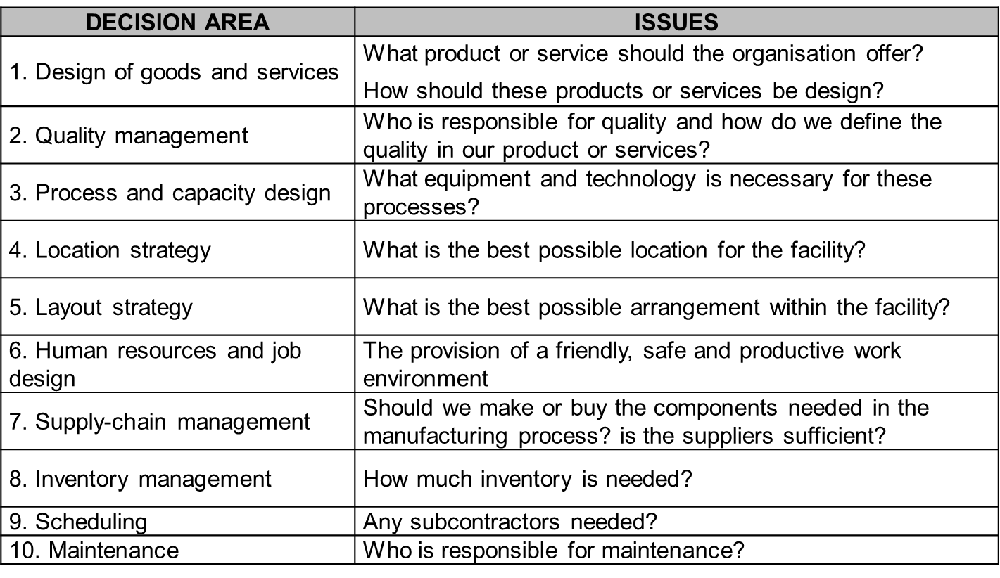 DECISION AREA
ISSUES
1. Design of goods and services
What product or service should the organisation offer?
How should these products or services be design?
2. Quality management
Who is responsible for quality and how do we define the
quality in our product or services?
3. Process and capacity design
What equipment and technology is necessary for these
processes?
4. Location strategy
What is the best possible location for the facility?
5. Layout strategy
What is the best possible arrangement within the facility?
6. Human resources and job
design
The provision of a friendly, safe and productive work
environment
7. Supply-chain management
Should we make or buy the components needed in the
manufacturing process? is the suppliers sufficient?
8. Inventory management
How much inventory is needed?
9. Scheduling
Any subcontractors needed?
10. Maintenance
Who is responsible for maintenance?